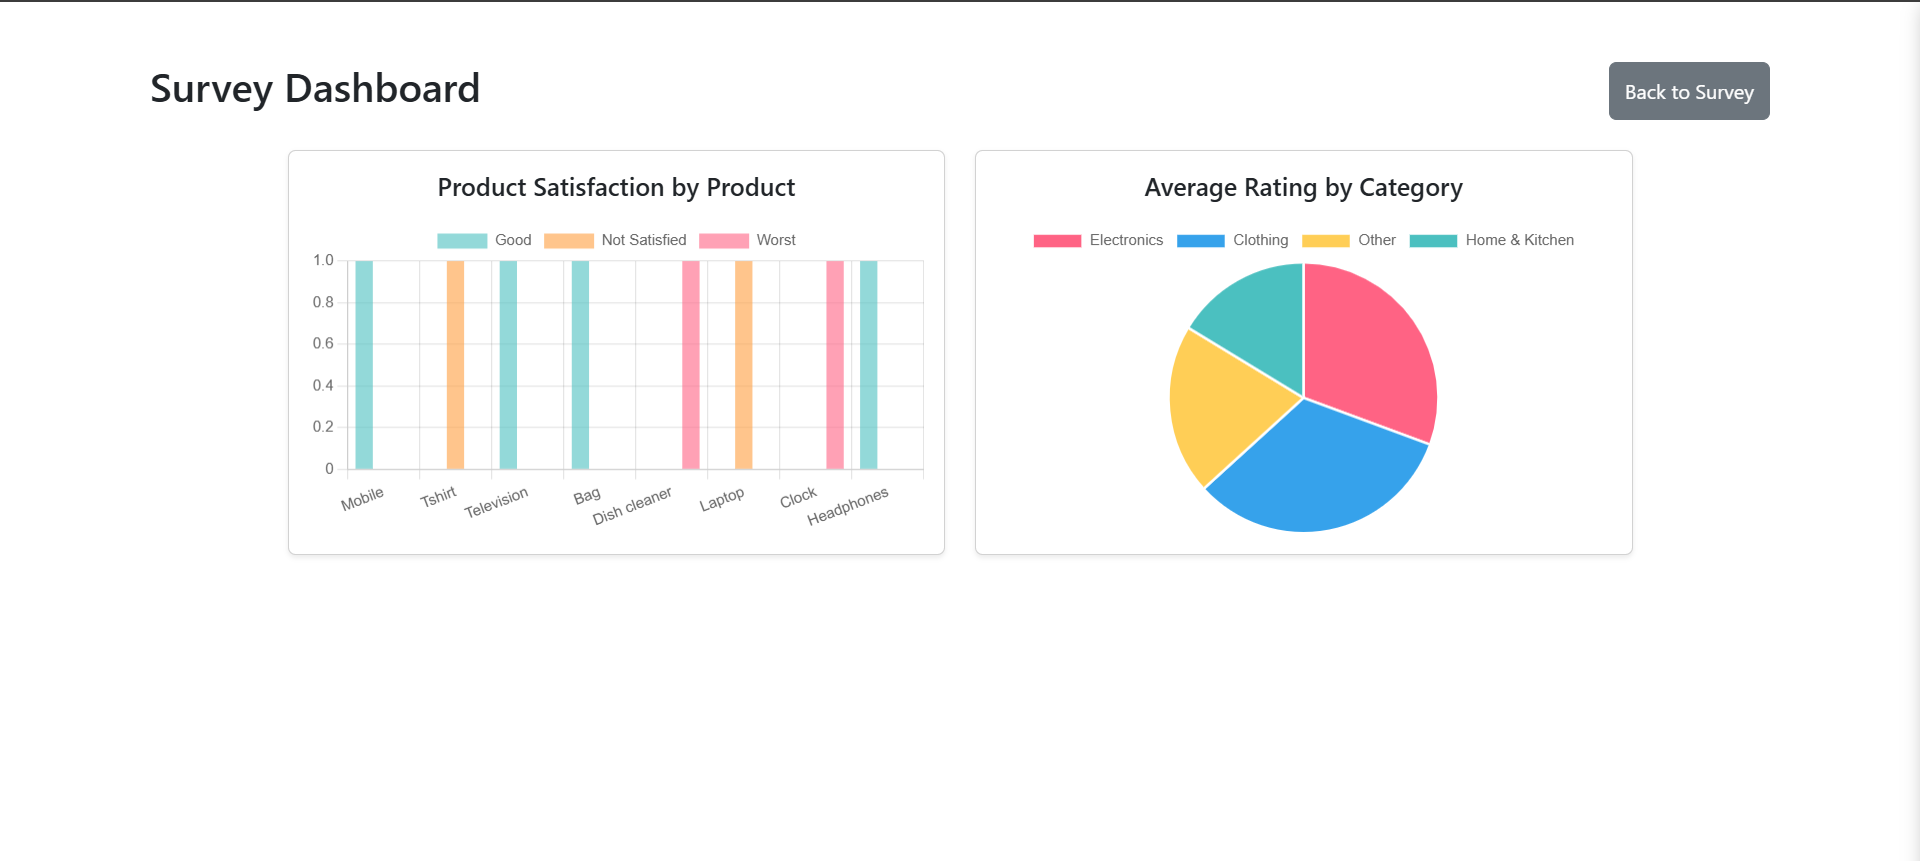 Survey Dashboard
Back to Survey
Product Satisfaction by Product
Good Not Satisfied Worst
1.0
0.8
0.6
0.4
0.2
0
Mobile Tshirt Television Bag Dish cleaner Laptop Clock Headphones
Average Rating by Category
Electronics Clothing Other Home & Kitchen